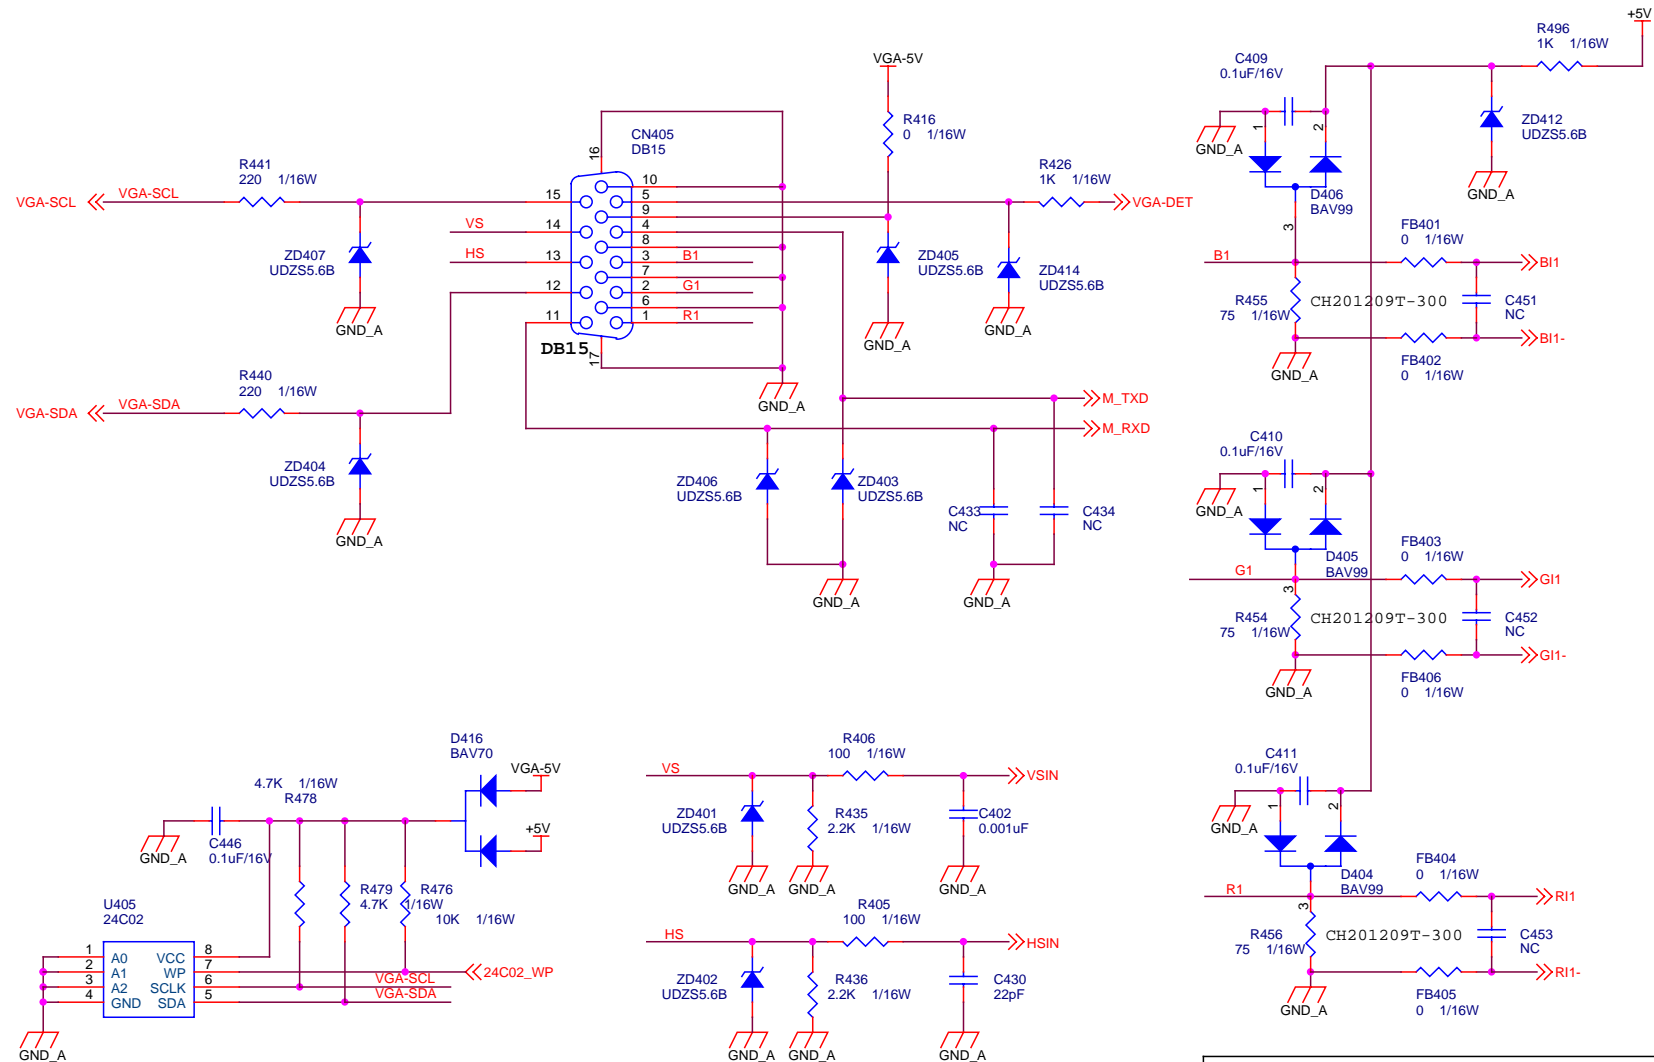 +5V
R496
1K 1/16W
C409
0.1uF/16V
1
2
GND_A
D406
BAV99
3
ZD412
UDZS5.6B
GND_A
VGA-5V
R416
0 1/16W
CN405
DB15
16
10
5
9
4
8
3
7
2
6
1
15
14
13
12
11
17
DB15
B1
G1
R1
GND_A
R426
1K 1/16W
VGA-DET
ZD405
UDZS5.6B
GND_A
ZD414
UDZS5.6B
GND_A
R441
220 1/16W
VGA-SCL
VGA-SCL
VS
HS
ZD407
UDZS5.6B
GND_A
R440
220 1/16W
VGA-SDA
VGA-SDA
ZD404
UDZS5.6B
GND_A
M_TXD
M_RXD
ZD406
UDZS5.6B
ZD403
UDZS5.6B
GND_A
C433
NC
C434
NC
GND_A
B1
FB401
0 1/16W
BI1
R455
75 1/16W
CH201209T-300
C451
NC
BI1-
GND_A
FB402
0 1/16W
C410
0.1uF/16V
1
2
GND_A
D405
BAV99
3
G1
FB403
0 1/16W
GI1
R454
75 1/16W
CH201209T-300
C452
NC
GI1-
GND_A
FB406
0 1/16W
C411
0.1uF/16V
1
2
GND_A
D404
BAV99
3
R1
FB404
0 1/16W
RI1
R456
75 1/16W
CH201209T-300
C453
NC
RI1-
GND_A
FB405
0 1/16W
D416
BAV70
VGA-5V
+5V
4.7K 1/16W
R478
GND_A
C446
0.1uF/16V
R479
4.7K 1/16W
R476
10K 1/16W
U405
24C02
1
2
3
4
A0
A1
A2
GND
VCC
WP
SCLK
SDA
8
7
6
5
24C02_WP
VGA-SCL
VGA-SDA
GND_A
VS
R406
100 1/16W
VSIN
ZD401
UDZS5.6B
R435
2.2K 1/16W
C402
0.001uF
GND_A
GND_A
GND_A
HS
R405
100 1/16W
HSIN
ZD402
UDZS5.6B
R436
2.2K 1/16W
C430
22pF
GND_A
GND_A
GND_A